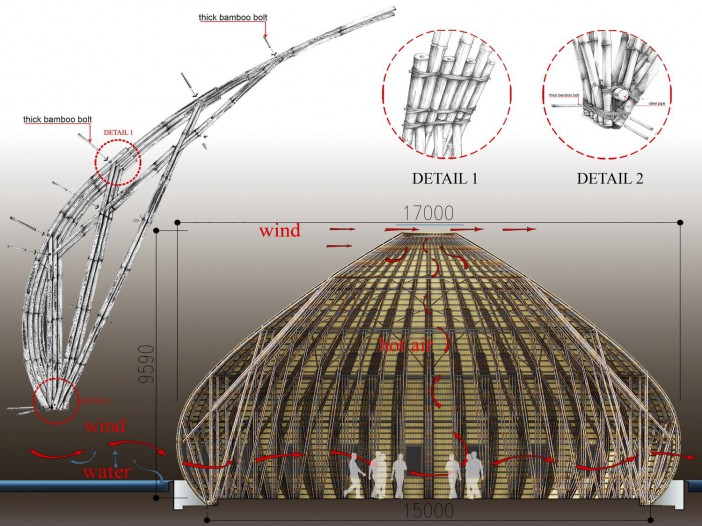 thick bamboo bolt
thick bamboo bolt
DETAIL 1
thick bamboo bolt
steel pipe
DETAIL 1
DETAIL 2
17000
wind
9590
hot air
wind
water
15000